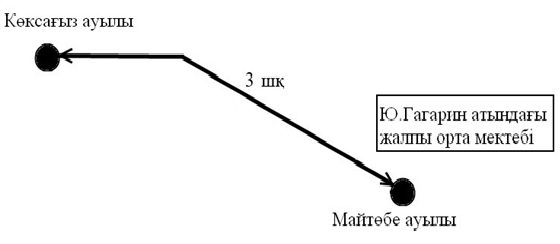 Көксағыз ауылы
3 шқ
Ю.Гагарин атындағы
жалпы орта мектебі
Майтөбе ауылы